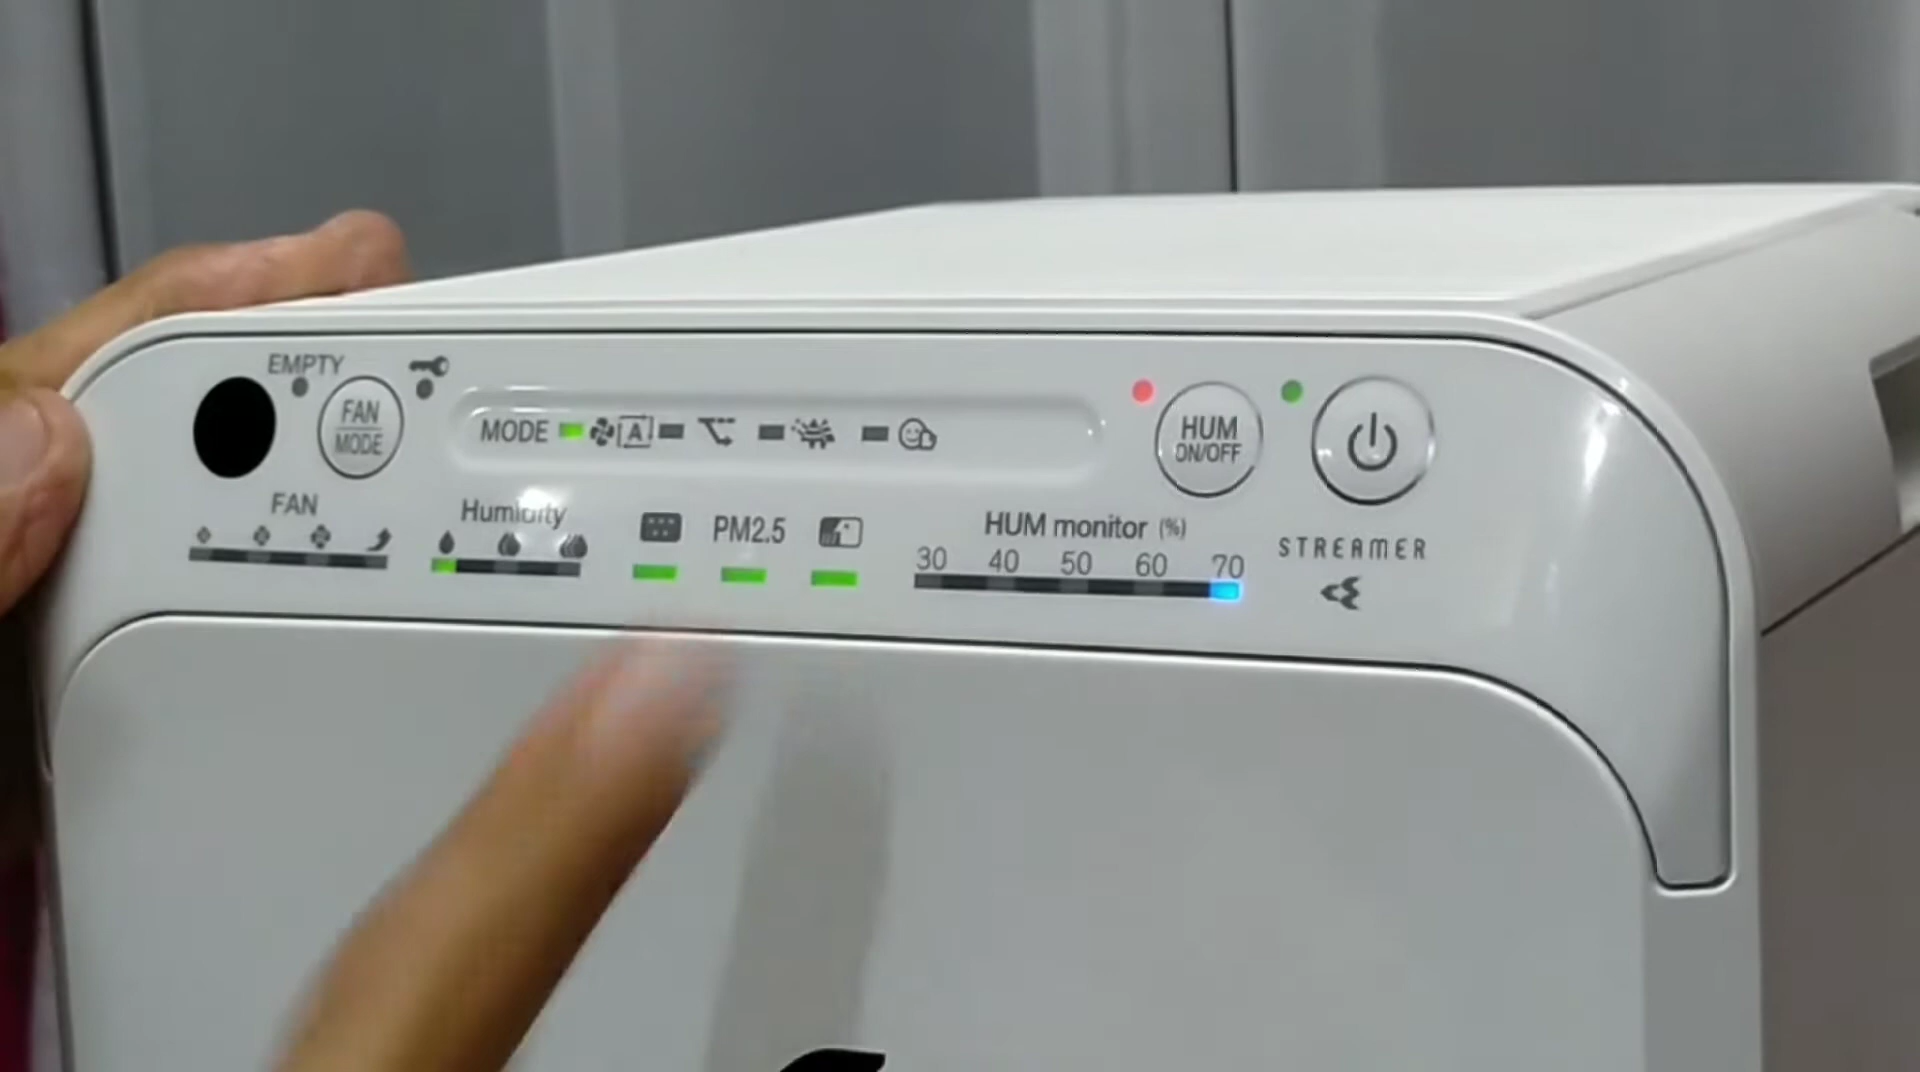 EMPTY
FAN
MODE
MODE
A
HUM
ON/OFF
FAN
Humidity
PM2.5
HUM monitor (%)
30 40 50 60 70
STREAMER